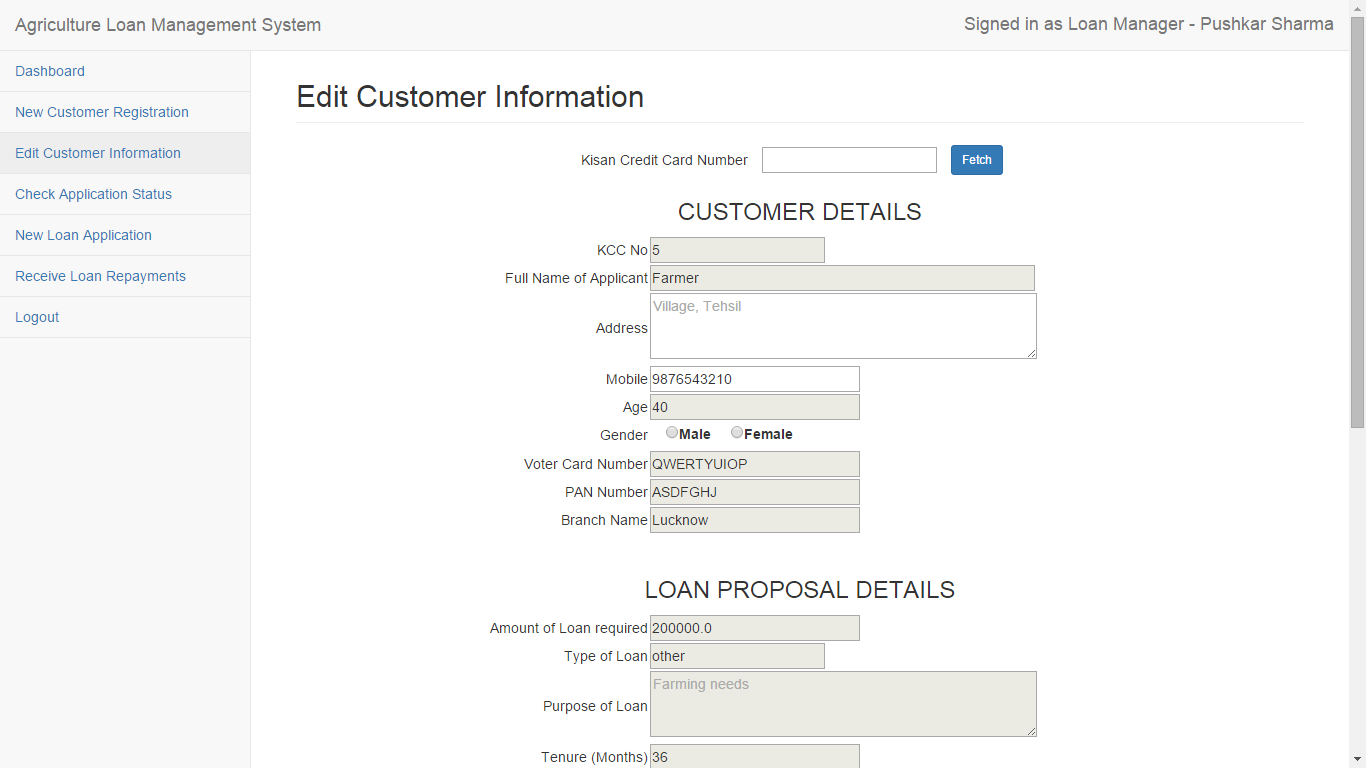 Agriculture Loan Management System
Signed in as Loan Manager - Pushkar Sharma
Dashboard
New Customer Registration
Edit Customer Information
Check Application Status
New Loan Application
Receive Loan Repayments
Logout
Edit Customer Information
Kisan Credit Card Number Fetch
CUSTOMER DETAILS
KCC No 5
Full Name of Applicant Farmer
Address Village, Tehsil
Mobile 9876543210
Age 40
Gender Male Female
Voter Card Number QWERTYUIOP
PAN Number ASDFGHJ
Branch Name Lucknow
LOAN PROPOSAL DETAILS
Amount of Loan required 200000.0
Type of Loan other
Purpose of Loan Farming needs
Tenure (Months) 36